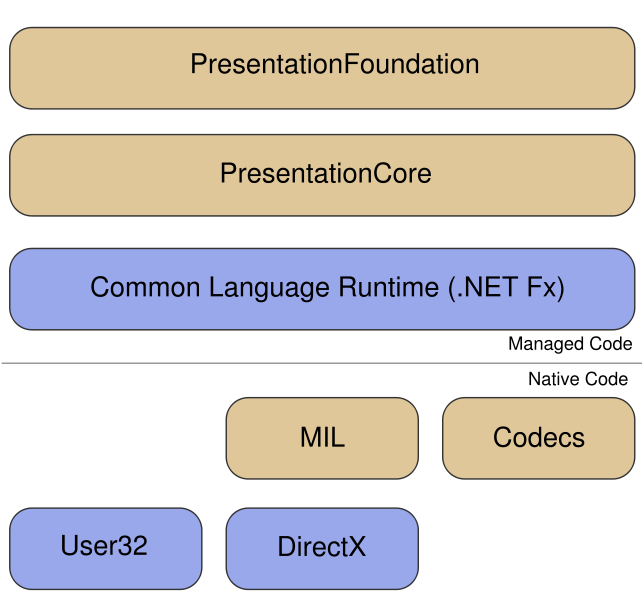 PresentationFoundation
PresentationCore
Common Language Runtime (.NET Fx)
Managed Code
Native Code
MIL
Codecs
User32
DirectX